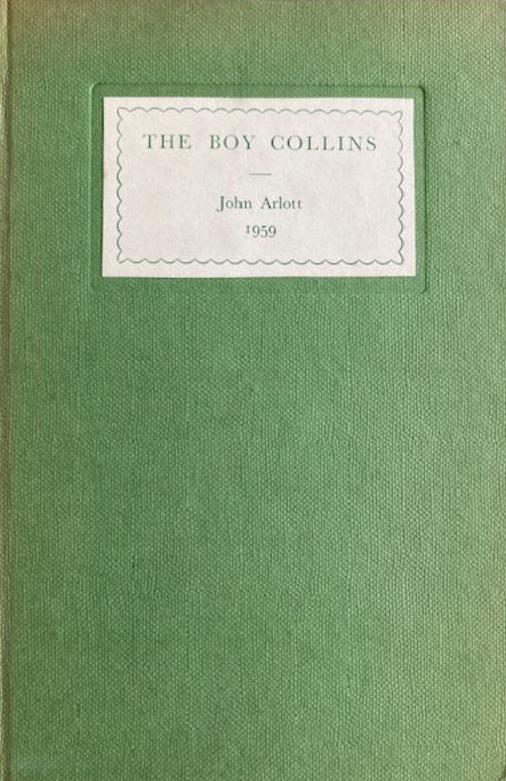 THE BOY COLLINS
John Arlott
1959